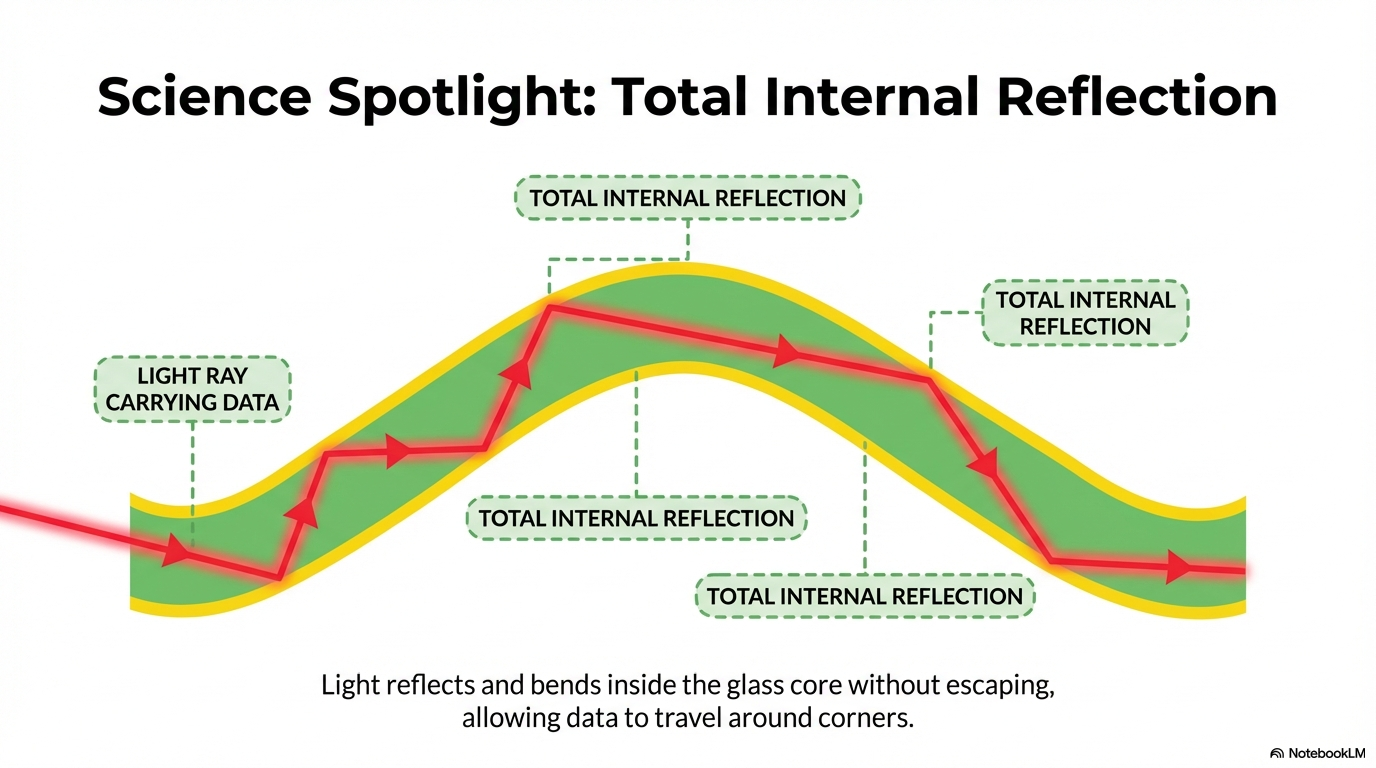 Science Spotlight: Total Internal Reflection
TOTAL INTERNAL REFLECTION
TOTAL INTERNAL
REFLECTION
LIGHT RAY
CARRYING DATA
TOTAL INTERNAL REFLECTION
TOTAL INTERNAL REFLECTION
Light reflects and bends inside the glass core without escaping,
allowing data to travel around corners.
NotebookLM